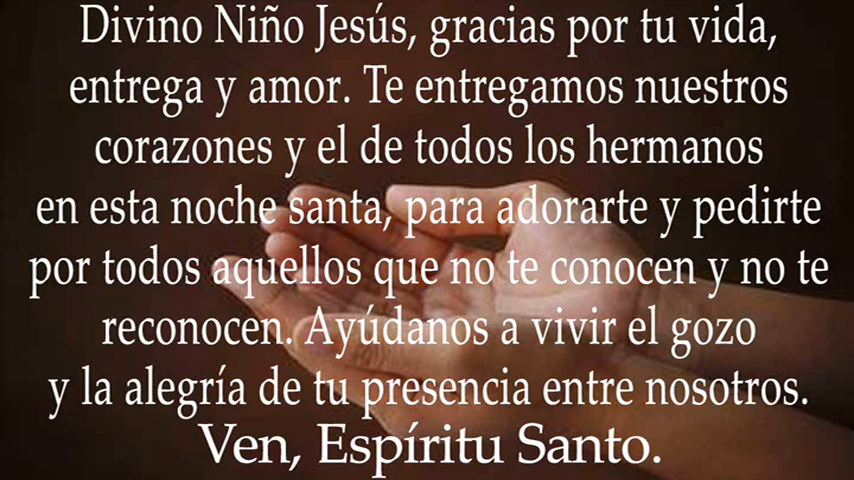 Divino Niño Jesús, gracias por tu vida,
entrega y amor. Te entregamos nuestros
corazones y el de todos los hermanos
en esta noche santa, para adorarte y pedirte
por todos aquellos que no te conocen y no te
reconocen. Ayúdanos a vivir el gozo
y la alegría de tu presencia entre nosotros.
Ven, Espíritu Santo.